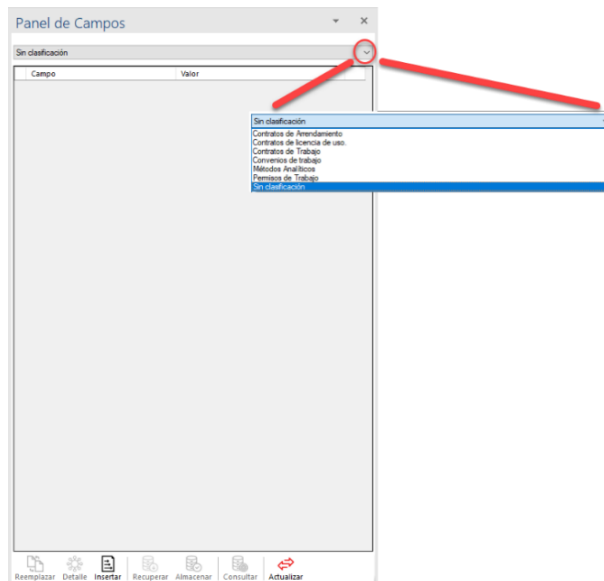 Panel de Campos
Sin clasificación
Campo Valor
Sin clasificación
Contratos de Arrendamiento
Contratos de licencia de uso.
Contratos de Trabajo
Convenios de trabajo
Métodos Analíticos
Permisos de Trabajo
Sin clasificación
Reemplazar Detalle Insertar Recuperar Almacenar Consultar Actualizar